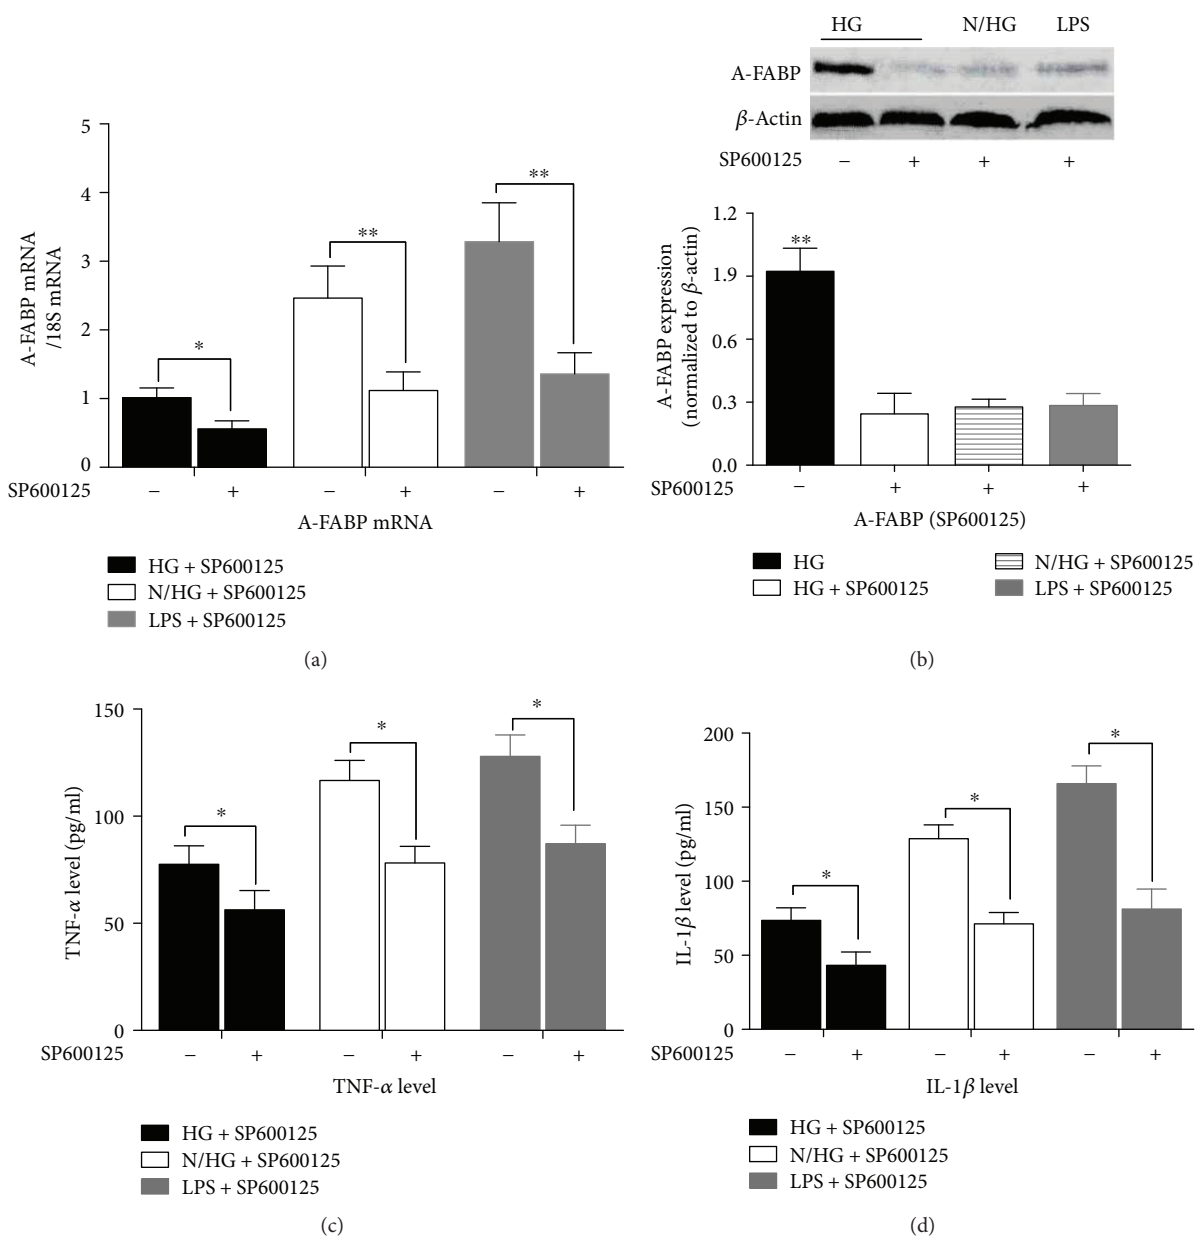 5
4
3
2
1
0
A-FABP mRNA
/18S mRNA
*
**
**
SP600125
− + − + − +
A-FABP mRNA
HG + SP600125
N/HG + SP600125
LPS + SP600125
(a)
HG N/HG LPS
A-FABP
β-Actin
SP600125 − + + +
1.2
1.9
0.6
0.3
0.0
A-FABP expression
(normalized to β-actin)
**
SP600125 − + + +
A-FABP (SP600125)
HG
HG + SP600125
N/HG + SP600125
LPS + SP600125
(b)
150
100
50
0
TNF-α level (pg/ml)
*
*
*
SP600125 − + − + − +
TNF-α level
HG + SP600125
N/HG + SP600125
LPS + SP600125
(c)
200
150
100
50
0
IL-1β level (pg/ml)
*
*
*
SP600125 − + − + − +
IL-1β level
HG + SP600125
N/HG + SP600125
LPS + SP600125
(d)